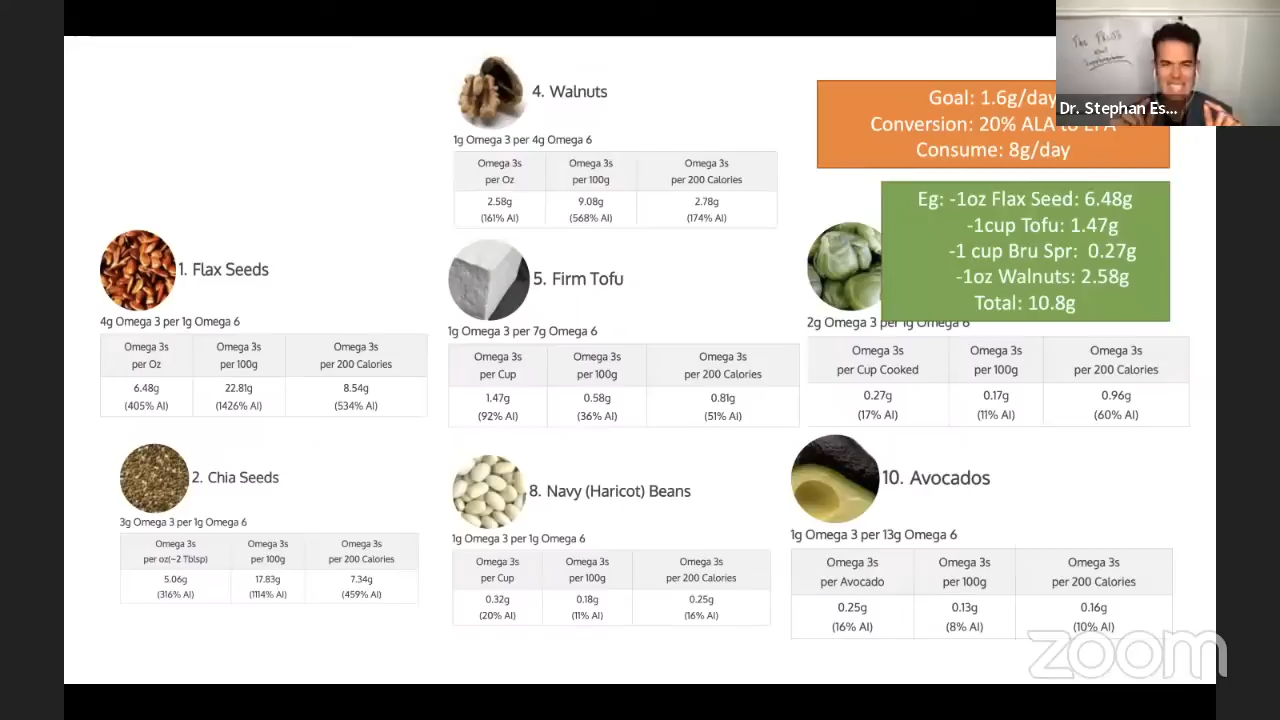 4. Walnuts
1g Omega 3 per 4g Omega 6
Omega 3s per Oz
Omega 3s per 100g
Omega 3s per 200 Calories
2.58g (161% AI)
9.08g (568% AI)
2.78g (174% AI)
Goal: 1.6g/day
Conversion: 20% ALA to EPA
Consume: 8g/day
The
Dr. Stephan Es...
Eg: -1oz Flax Seed: 6.48g
-1cup Tofu: 1.47g
-1 cup Bru Spr: 0.27g
-1oz Walnuts: 2.58g
Total: 10.8g
1. Flax Seeds
4g Omega 3 per 1g Omega 6
Omega 3s per Oz
Omega 3s per 100g
Omega 3s per 200 Calories
6.48g (405% AI)
22.81g (1426% AI)
8.54g (534% AI)
5. Firm Tofu
1g Omega 3 per 7g Omega 6
Omega 3s per Cup
Omega 3s per 100g
Omega 3s per 200 Calories
1.47g (92% AI)
0.58g (36% AI)
0.81g (51% AI)
2g Omega 3 per 1g Omega 6
Omega 3s per Cup Cooked
Omega 3s per 100g
Omega 3s per 200 Calories
0.27g (17% AI)
0.17g (11% AI)
0.96g (60% AI)
2. Chia Seeds
3g Omega 3 per 1g Omega 6
Omega 3s per oz(~2 Tblsp)
Omega 3s per 100g
Omega 3s per 200 Calories
5.06g (316% AI)
17.83g (1114% AI)
7.34g (459% AI)
8. Navy (Haricot) Beans
1g Omega 3 per 1g Omega 6
Omega 3s per Cup
Omega 3s per 100g
Omega 3s per 200 Calories
0.32g (20% AI)
0.18g (11% AI)
0.25g (16% AI)
10. Avocados
1g Omega 3 per 13g Omega 6
Omega 3s per Avocado
Omega 3s per 100g
Omega 3s per 200 Calories
0.25g (16% AI)
0.13g (8% AI)
0.16g (10% AI)
zoom